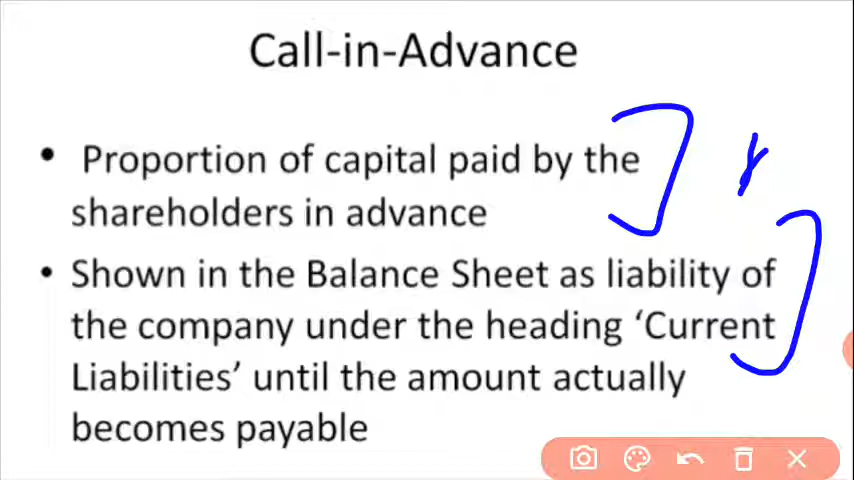 Call-in-Advance
• Proportion of capital paid by the
shareholders in advance
• Shown in the Balance Sheet as liability of
the company under the heading ‘Current
Liabilities’ until the amount actually
becomes payable